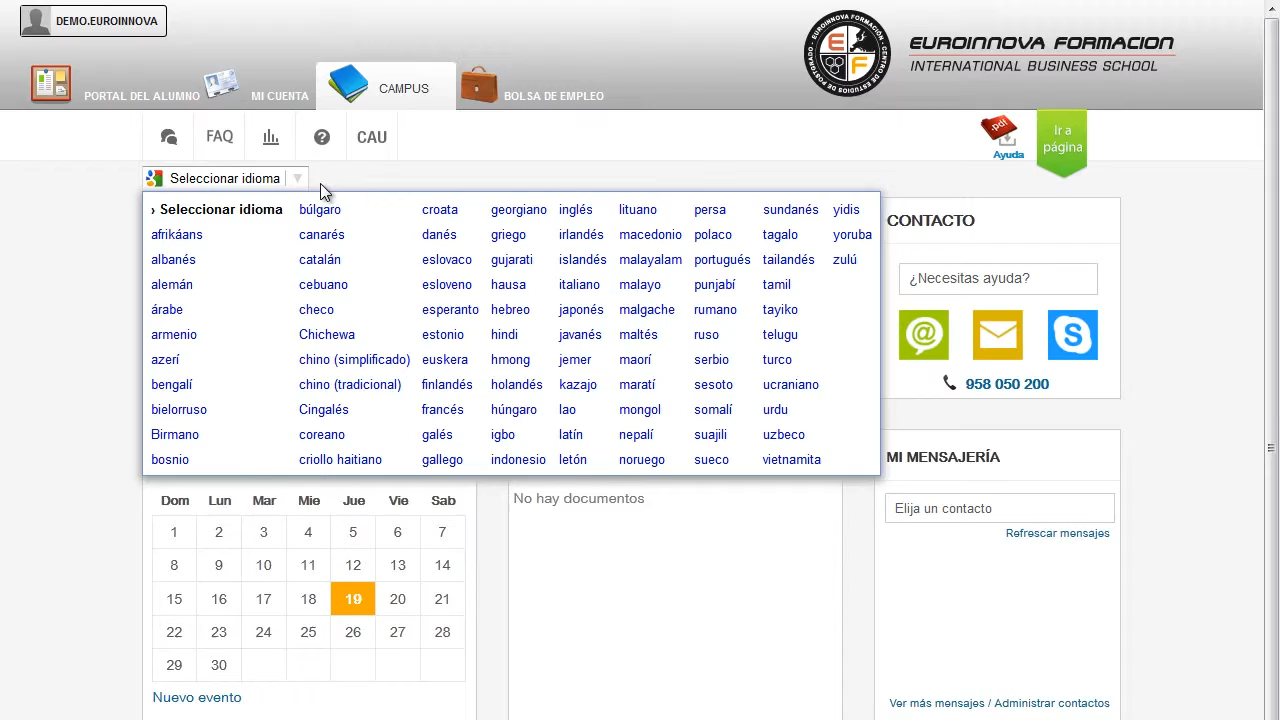 DEMO.EUROINNOVA
EUROINNOVA FORMACIÓN · CENTRO DE ESTUDIOS DE POSTGRADO ·
E
F
EUROINNOVA FORMACION
INTERNATIONAL BUSINESS SCHOOL
PORTAL DEL ALUMNO
MI CUENTA
CAMPUS
BOLSA DE EMPLEO
FAQ
?
CAU
.pdf
Ayuda
Ir a
página
Seleccionar idioma
› Seleccionar idioma búlgaro croata georgiano inglés lituano persa sundanés yidis
afrikáans canarés danés griego irlandés macedonio polaco tagalo yoruba
albanés catalán eslovaco gujarati islandés malayalam portugués tailandés zulú
alemán cebuano esloveno hausa italiano malayo punjabí tamil
árabe checo esperanto hebreo japonés malgache rumano tayiko
armenio Chichewa estonio hindi javanés maltés ruso telugu
azerí chino (simplificado) euskera hmong jemer maorí serbio turco
bengalí chino (tradicional) finlandés holandés kazajo maratí sesoto ucraniano
bielorruso Cingalés francés húngaro lao mongol somalí urdu
Birmano coreano galés igbo latín nepalí suajili uzbeco
bosnio criollo haitiano gallego indonesio letón noruego sueco vietnamita
CONTACTO
¿Necesitas ayuda?
@
S
958 050 200
Dom Lun Mar Mie Jue Vie Sab
1 2 3 4 5 6 7
8 9 10 11 12 13 14
15 16 17 18 19 20 21
22 23 24 25 26 27 28
29 30
Nuevo evento
No hay documentos
MI MENSAJERÍA
Elija un contacto
Refrescar mensajes
Ver más mensajes / Administrar contactos